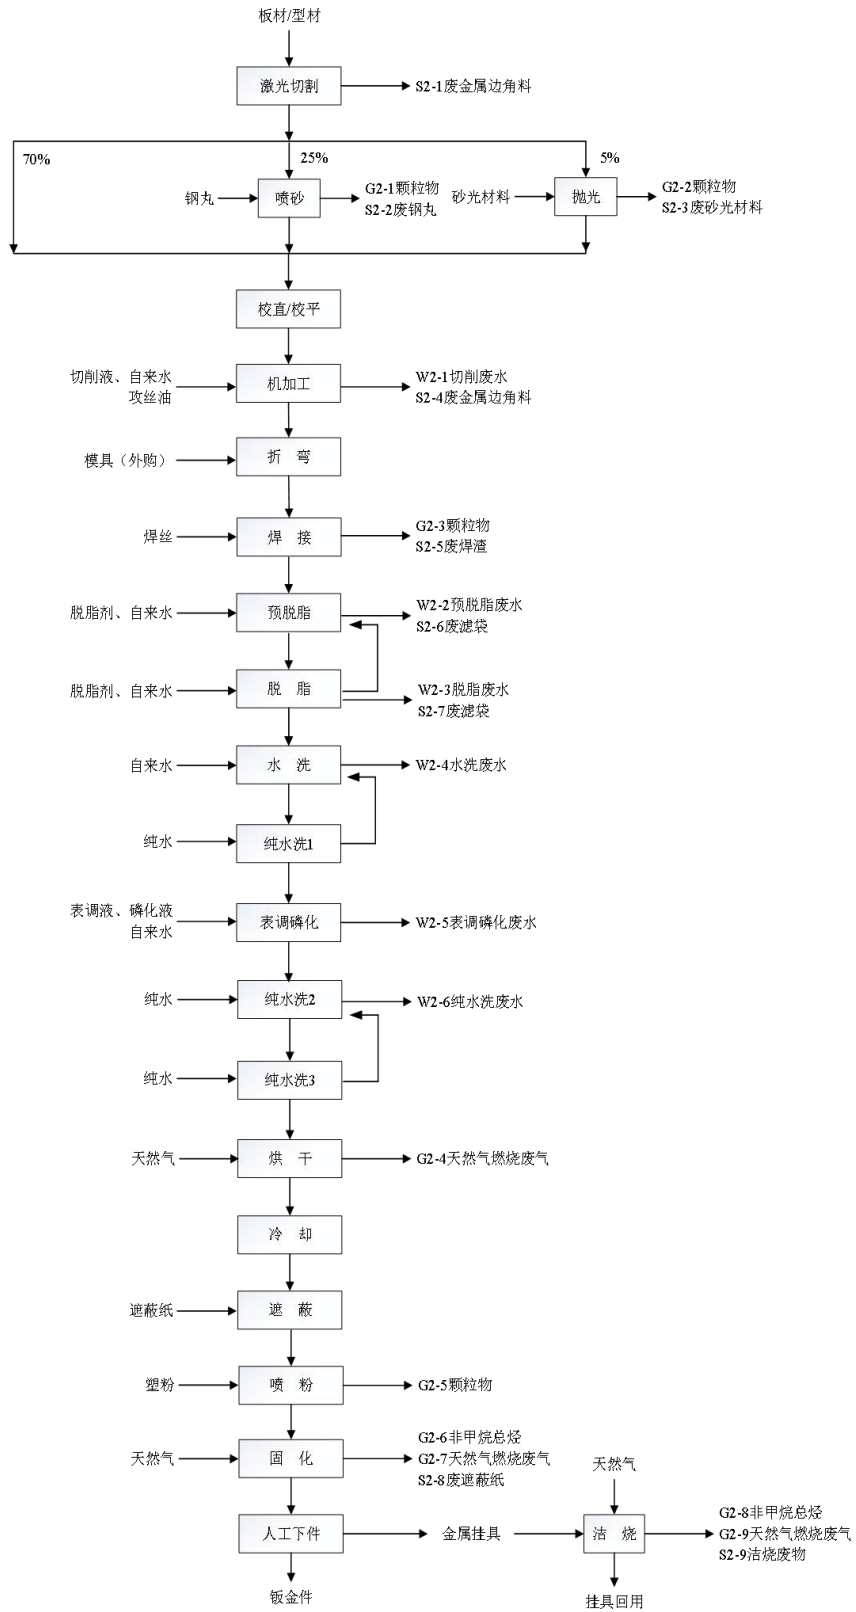 板材/型材
激光切割
S2-1废金属边角料
70%
25%
5%
钢丸
喷砂
G2-1颗粒物
S2-2废钢丸
砂光材料
抛光
G2-2颗粒物
S2-3废砂光材料
校直/校平
切削液、自来水
攻丝油
机加工
W2-1切削废水
S2-4废金属边角料
模具（外购）
折 弯
焊丝
焊 接
G2-3颗粒物
S2-5废焊渣
脱脂剂、自来水
预脱脂
W2-2预脱脂废水
S2-6废滤袋
脱脂剂、自来水
脱 脂
W2-3脱脂废水
S2-7废滤袋
自来水
水 洗
W2-4水洗废水
纯水
纯水洗1
表调液、磷化液
自来水
表调磷化
W2-5表调磷化废水
纯水
纯水洗2
W2-6纯水洗废水
纯水
纯水洗3
天然气
烘 干
G2-4天然气燃烧废气
冷 却
遮蔽纸
遮 蔽
塑粉
喷 粉
G2-5颗粒物
天然气
固 化
G2-6非甲烷总烃
G2-7天然气燃烧废气
S2-8废遮蔽纸
天然气
人工下件
金属挂具
洁 烧
G2-8非甲烷总烃
G2-9天然气燃烧废气
S2-9洁烧废物
钣金件
挂具回用